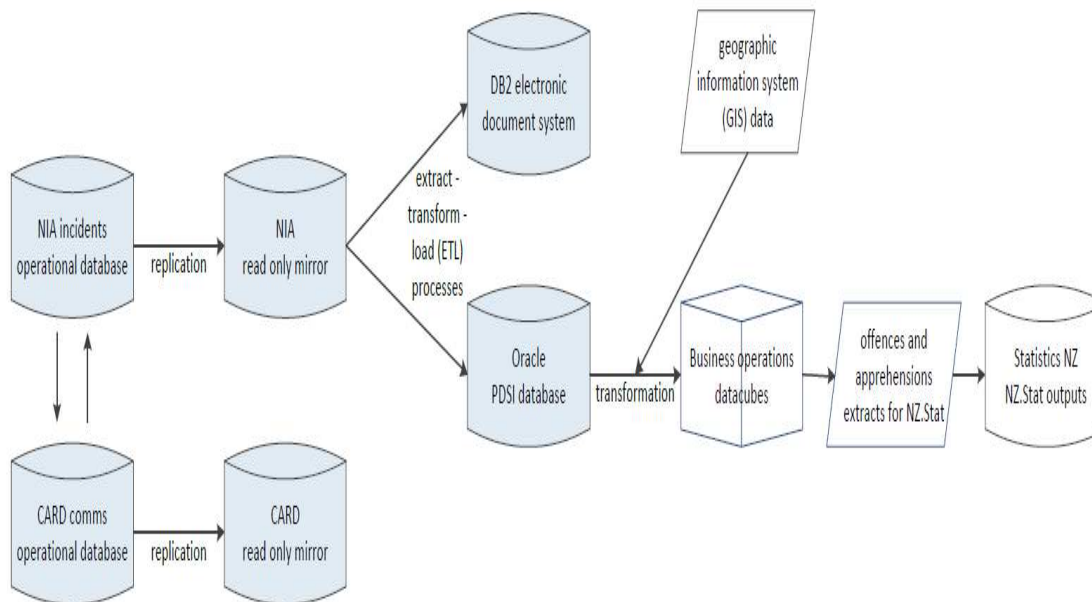 DB2 electronic
document system
geographic
information system
(GIS) data
extract -
transform -
load (ETL)
processes
NIA incidents
operational database
replication
NIA
read only mirror
Oracle
PDSI database
transformation
Business operations
datacubes
offences and
apprehensions
extracts for NZ.Stat
Statistics NZ
NZ.Stat outputs
CARD comms
operational database
replication
CARD
read only mirror